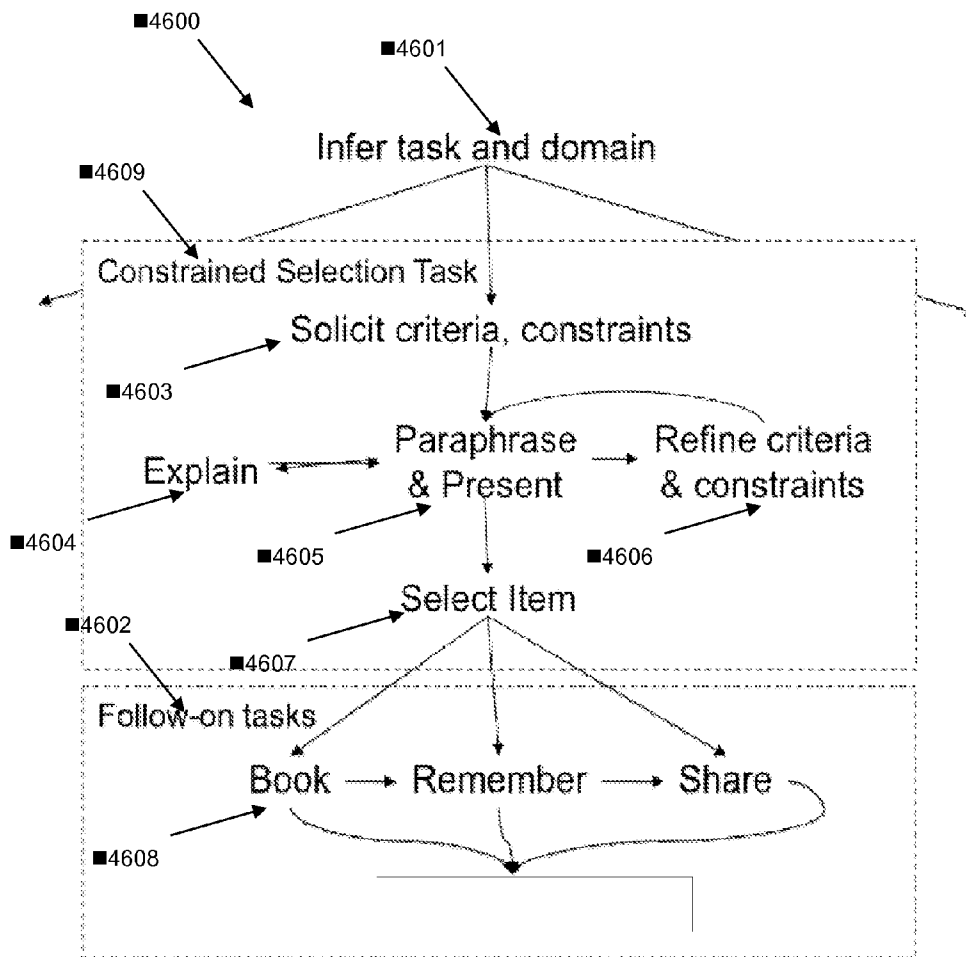 ■4600
■4601
Infer task and domain
■4609
Constrained Selection Task
Solicit criteria, constraints
■4603
Paraphrase
& Present
Refine criteria
& constraints
Explain
■4604
■4605
■4606
Select Item
■4602
■4607
Follow-on tasks
Book
Remember
Share
■4608